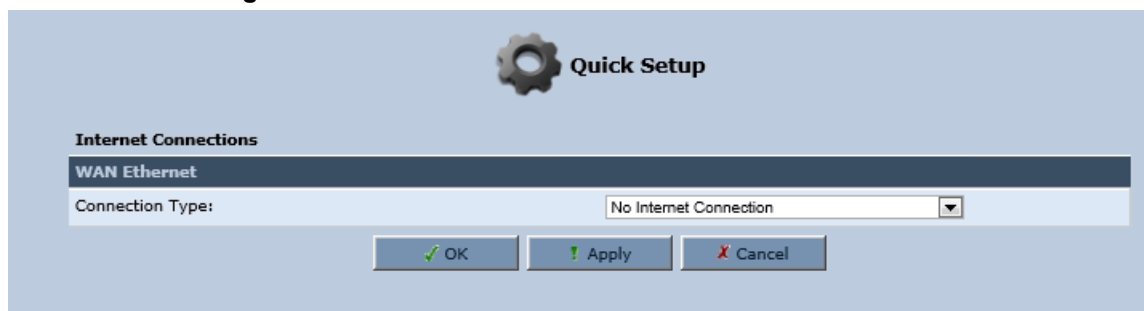 Quick Setup
Internet Connections
WAN Ethernet
Connection Type: No Internet Connection
OK Apply Cancel